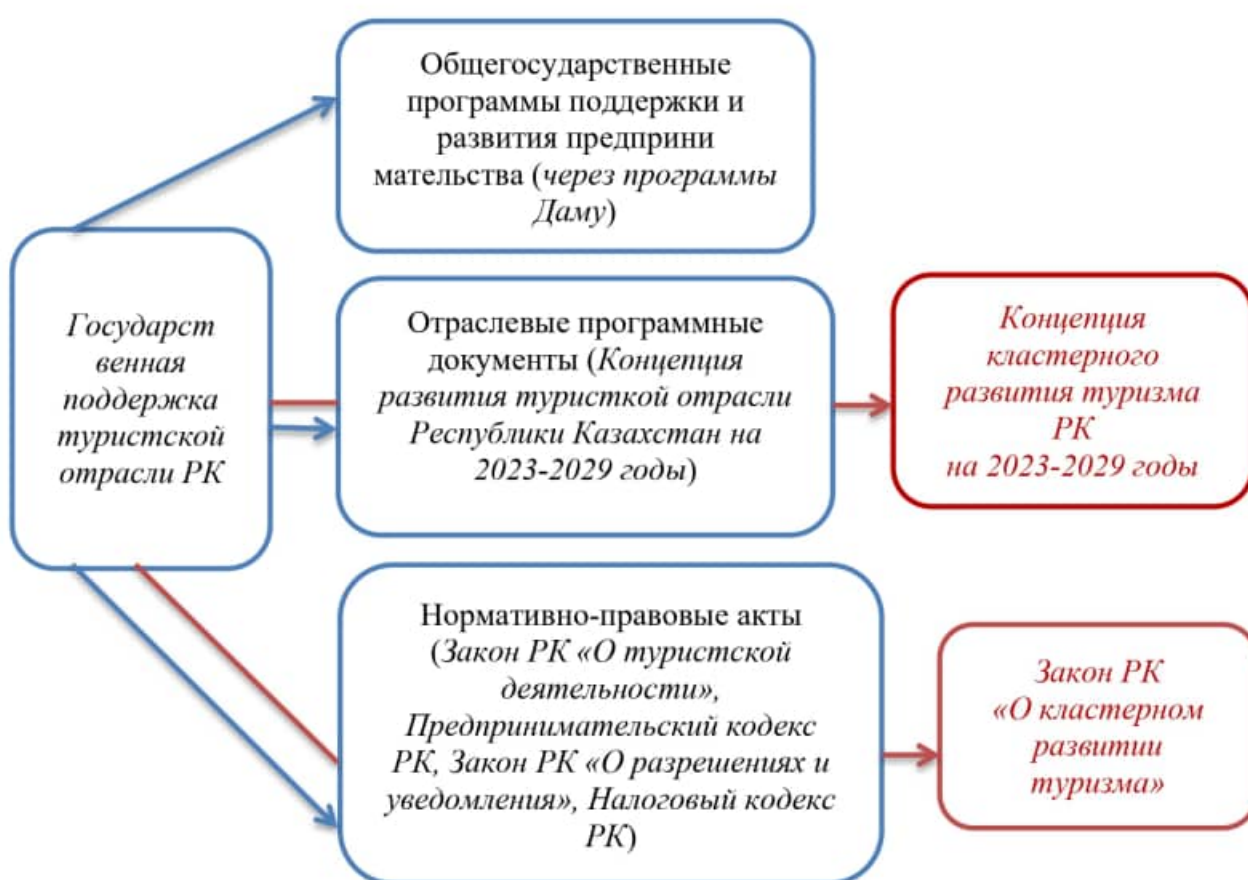 Общегосударственные
программы поддержки и
развития предприни
мательства (через программы
Даму)
Государст
венная
поддержка
туристской
отрасли РК
Отраслевые программные
документы (Концепция
развития туристкой отрасли
Республики Казахстан на
2023-2029 годы)
Концепция
кластерного
развития туризма
РК
на 2023-2029 годы
Нормативно-правовые акты
(Закон РК «О туристской
деятельности»,
Предпринимательский кодекс
РК, Закон РК «О разрешениях и
уведомления», Налоговый кодекс
РК)
Закон РК
«О кластерном
развитии
туризма»